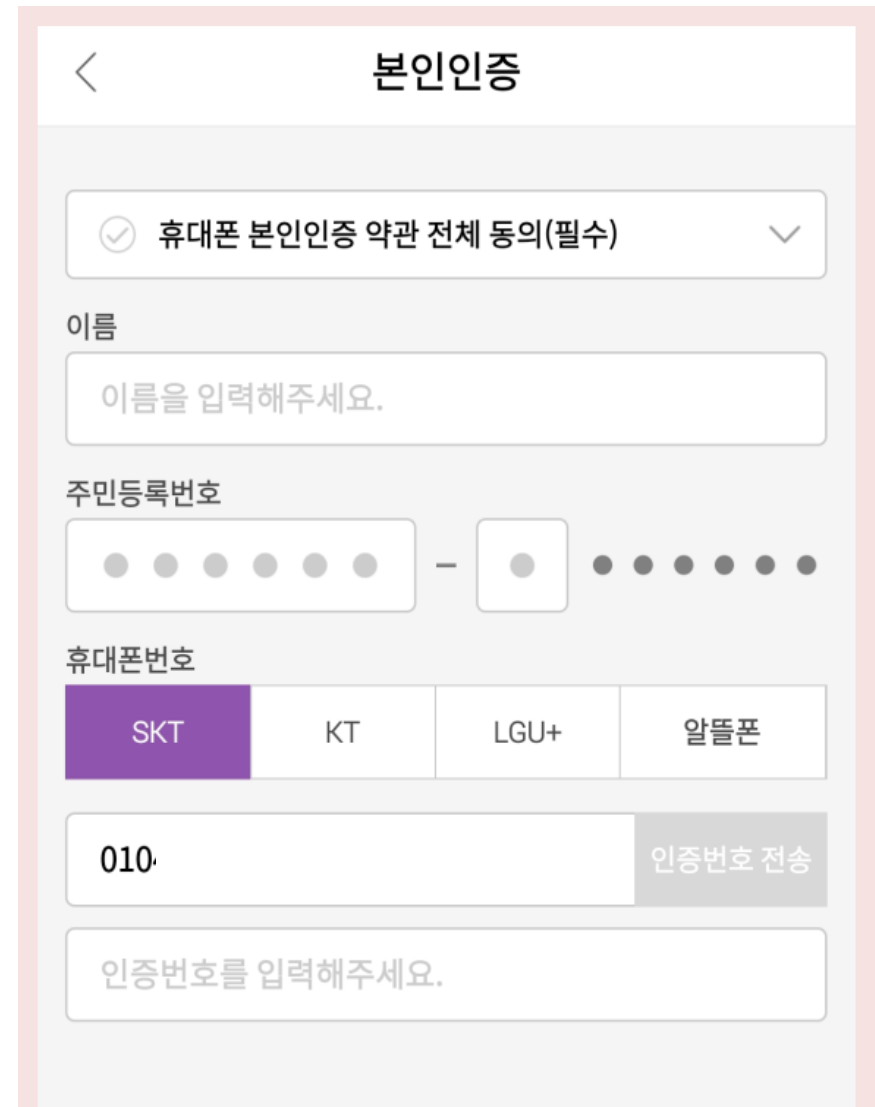 본인인증
휴대폰 본인인증 약관 전체 동의(필수)
이름
이름을 입력해주세요.
주민등록번호
휴대폰번호
SKT KT LGU+ 알뜰폰
010 인증번호 전송
인증번호를 입력해주세요.